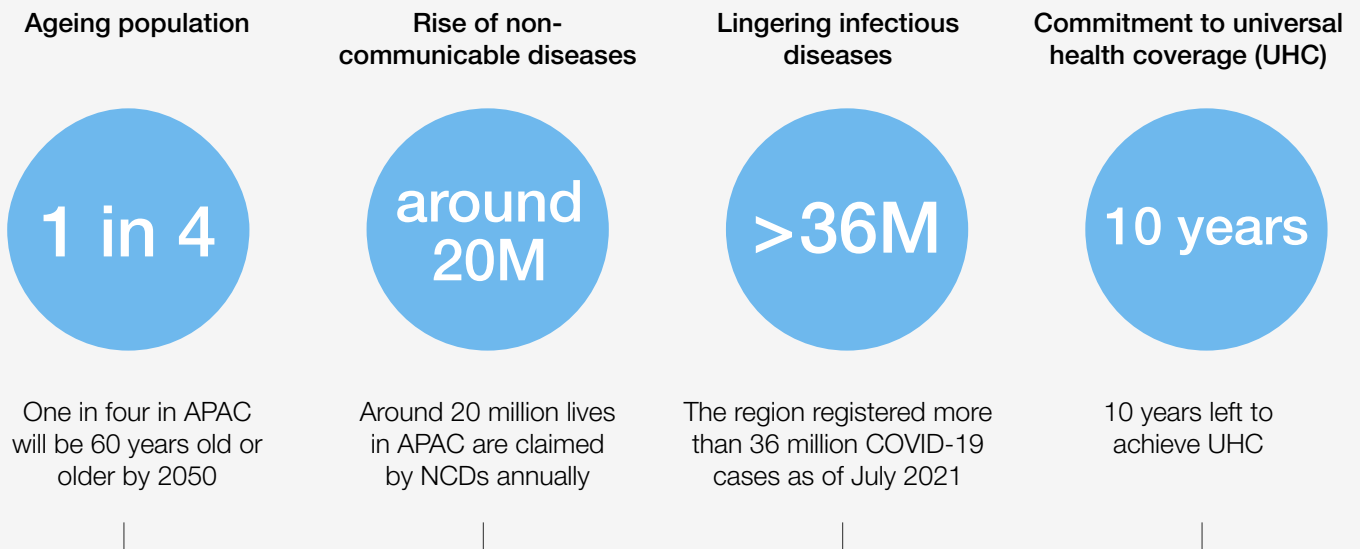 Ageing population
Rise of non-
communicable diseases
Lingering infectious
diseases
Commitment to universal
health coverage (UHC)
1 in 4
around
20M
>36M
10 years
One in four in APAC
will be 60 years old or
older by 2050
Around 20 million lives
in APAC are claimed
by NCDs annually
The region registered more
than 36 million COVID-19
cases as of July 2021
10 years left to
achieve UHC